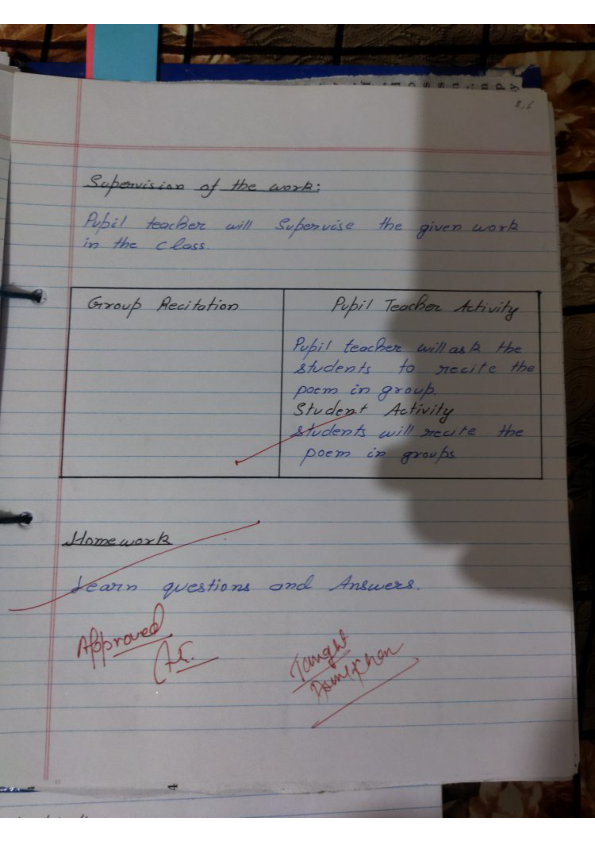 Supervision of the work:
Pupil teacher will Supervise the given work
in the class.
Group Recitation
Pupil Teacher Activity
Pupil teacher will ask the
students to recite the
poem in group.
Student Activity
students will recite the
poem in groups
Homework
Learn questions and Answers.
Approved
Taught